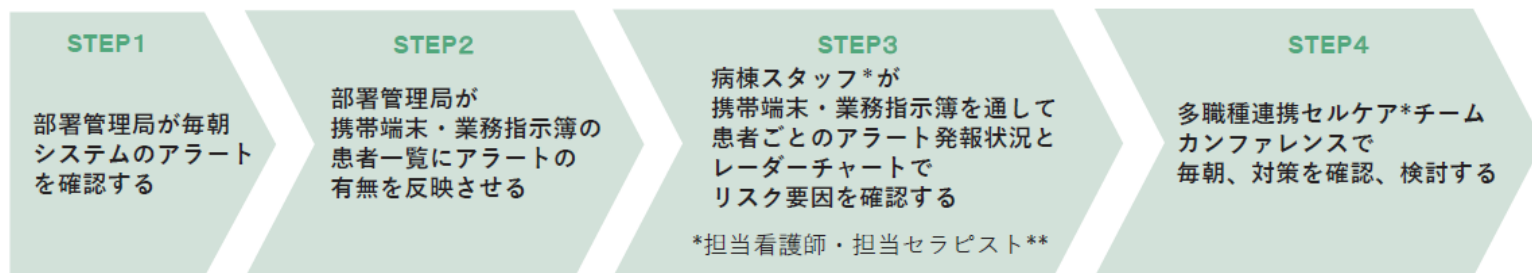 STEP1
部署管理局が毎朝
システムのアラート
を確認する
STEP2
部署管理局が
携帯端末・業務指示簿の
患者一覧にアラートの
有無を反映させる
STEP3
病棟スタッフ*が
携帯端末・業務指示簿を通して
患者ごとのアラート発報状況と
レーダーチャートで
リスク要因を確認する
*担当看護師・担当セラピスト**
STEP4
多職種連携セルケア*チーム
カンファレンスで
毎朝、対策を確認、検討する